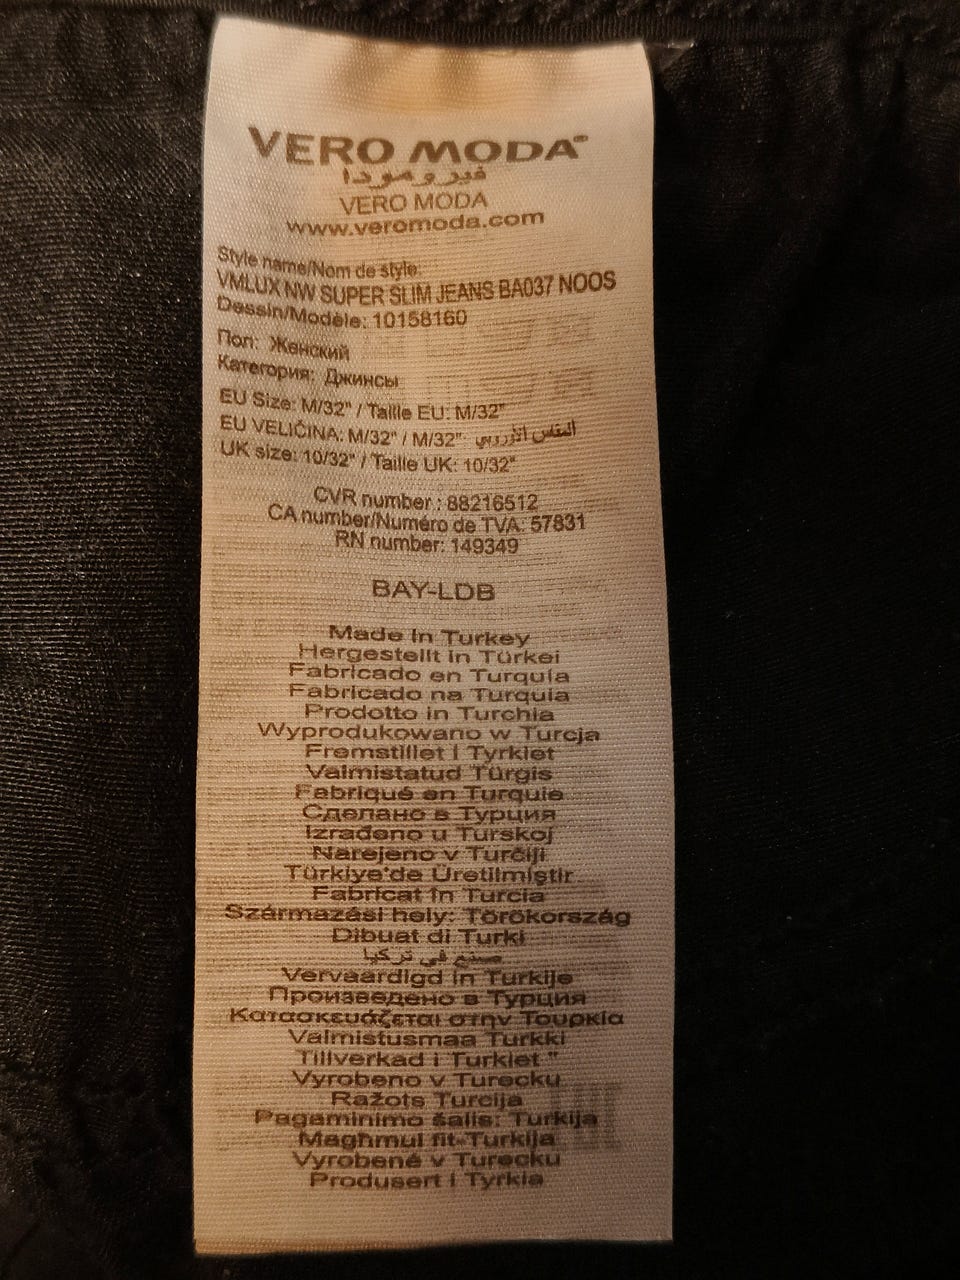 VERO MODA®
فيرومودا
VERO MODA
www.veromoda.com
Style name/Nom de style:
VMLUX NW SUPER SLIM JEANS BA037 NOOS
Dessin/Modèle: 10158160
Пол: Женский
Категория: Джинсы
EU Size: M/32" / Taille EU: M/32"
EU VELIČINA: M/32" / M/32" المقاس الأوروبي
UK size: 10/32" / Taille UK: 10/32"
CVR number : 88216512
CA number/Numéro de TVA: 57831
RN number: 149349
BAY-LDB
Made In Turkey
Hergestellt in Türkei
Fabricado en Turquía
Fabricado na Turquia
Prodotto in Turchia
Wyprodukowano w Turcja
Fremstillet i Tyrkiet
Valmistatud Türgis
Fabriqué en Turquie
Сделано в Турция
Izrađeno u Turskoj
Narejeno v Turčiji
Türkiye'de Üretilmiştir
Fabricat în Turcia
Származási hely: Törökország
Dibuat di Turki
صنع في تركيا
Vervaardigd in Turkije
Произведено в Турция
Κατασκευάζεται στην Τουρκία
Valmistusmaa Turkki
Tillverkad i Turkiet "
Vyrobeno v Turecku
Ražots Turcija
Pagaminimo šalis: Turkija
Magħmul fit-Turkija
Vyrobené v Turecku
Produsert i Tyrkia